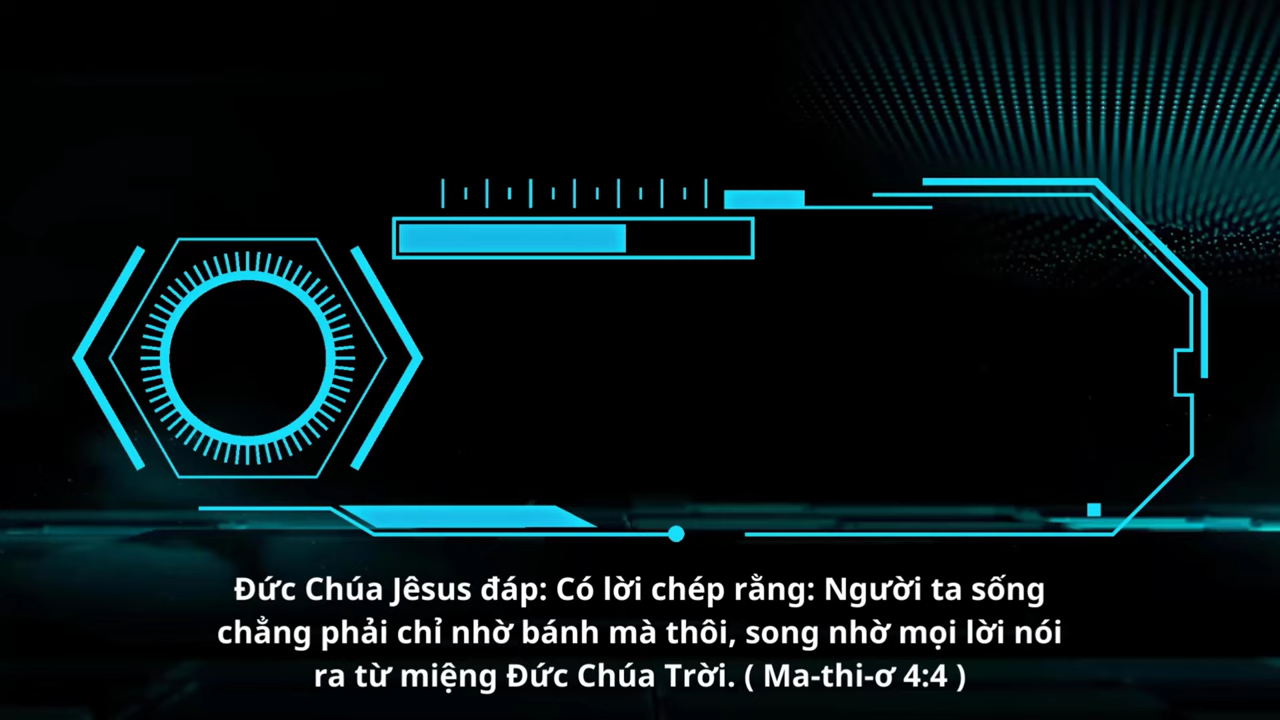 Đức Chúa Jêsus đáp: Có lời chép rằng: Người ta sống
chẳng phải chỉ nhờ bánh mà thôi, song nhờ mọi lời nói
ra từ miệng Đức Chúa Trời. ( Ma-thi-ơ 4:4 )